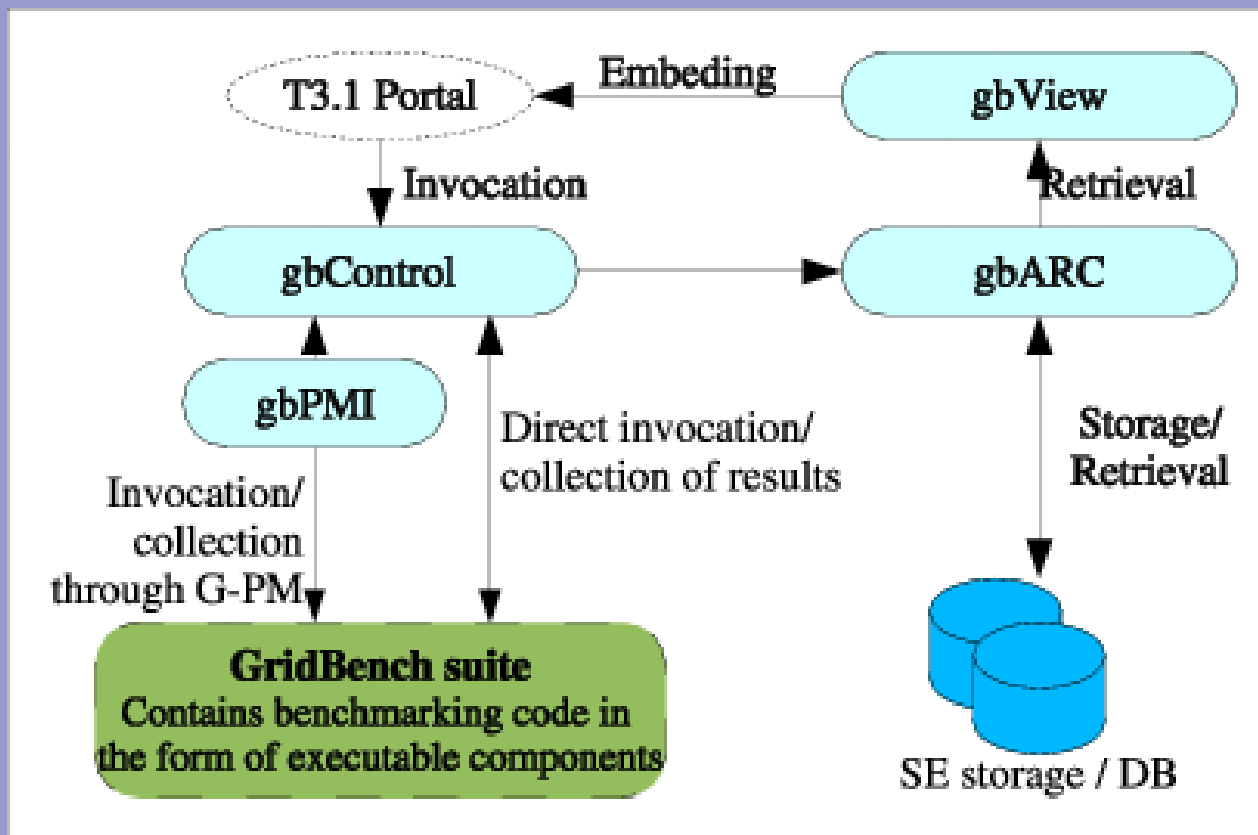 T3.1 Portal
Embeding
gbView
Invocation
Retrieval
gbControl
gbARC
gbPMI
Direct invocation/
collection of results
Storage/
Retrieval
Invocation/
collection
through G-PM
GridBench suite
Contains benchmarking code in
the form of executable components
SE storage / DB